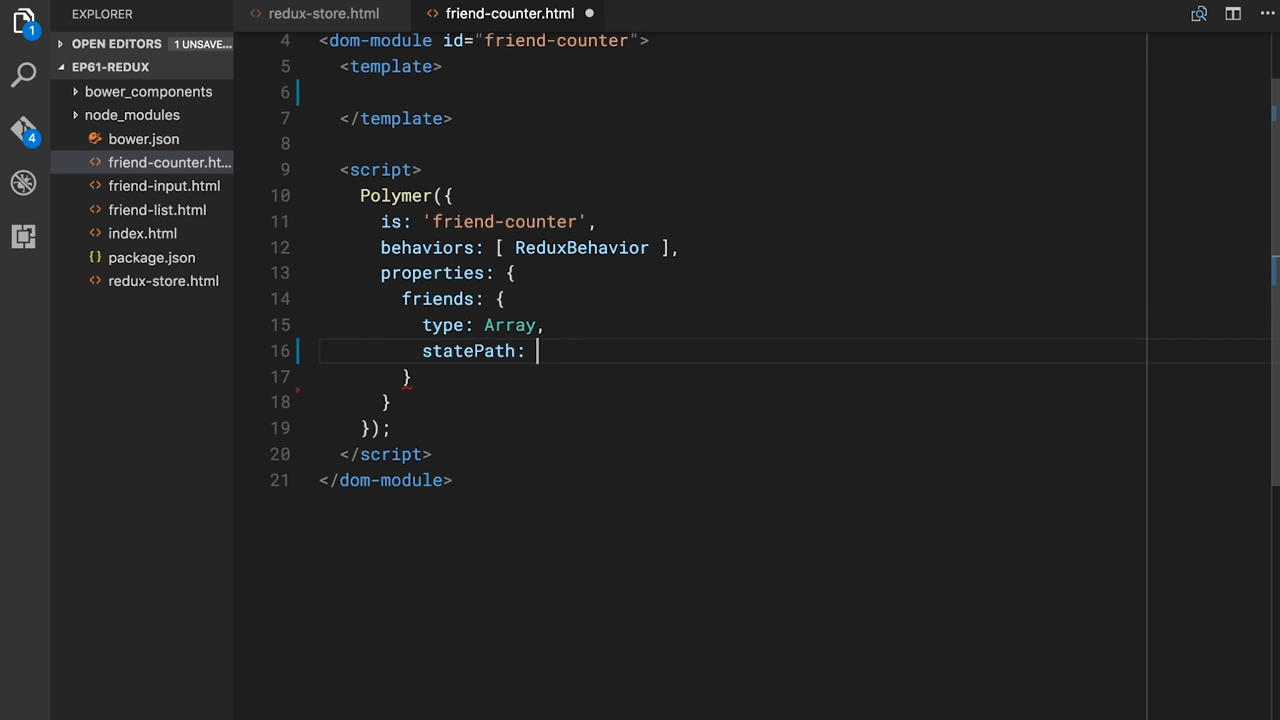 EXPLORER
OPEN EDITORS 1 UNSAVE...
EP61-REDUX
bower_components
node_modules
bower.json
friend-counter.ht...
friend-input.html
friend-list.html
index.html
{} package.json
redux-store.html
1
4
<> redux-store.html
<> friend-counter.html
4 <dom-module id="friend-counter">
5 <template>
6
7 </template>
8
9 <script>
10 Polymer({
11 is: 'friend-counter',
12 behaviors: [ ReduxBehavior ],
13 properties: {
14 friends: {
15 type: Array,
16 statePath:
17 }
18 }
19 });
20 </script>
21 </dom-module>